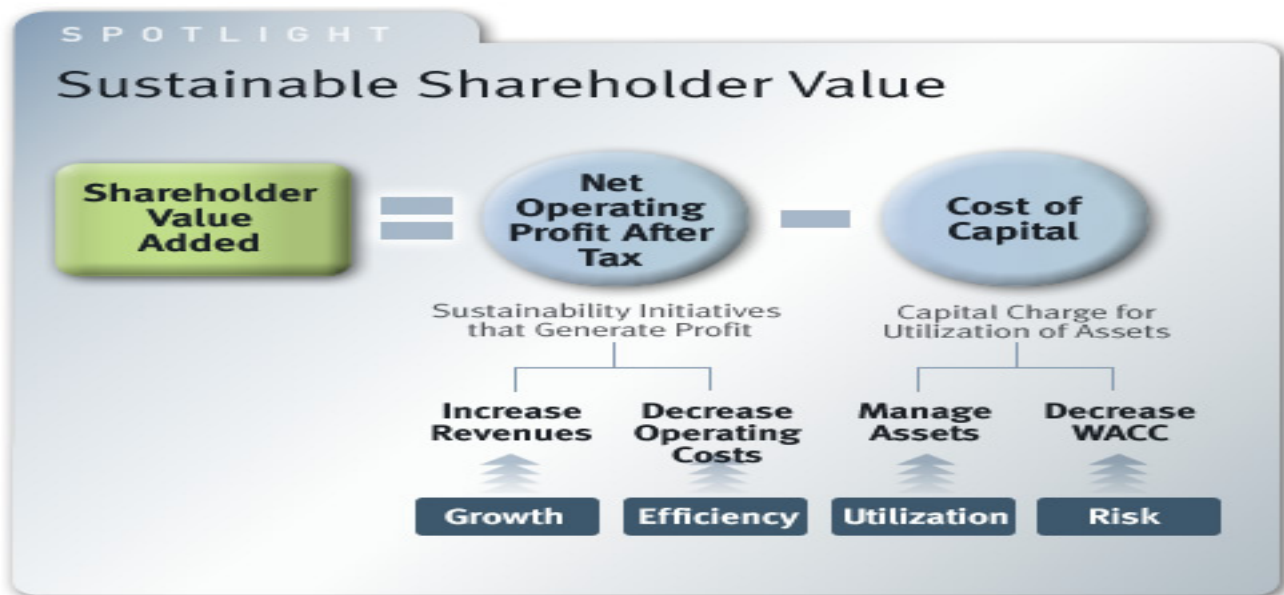 SPOTLIGHT
Sustainable Shareholder Value
Shareholder
Value
Added
Net
Operating
Profit After
Tax
Cost of
Capital
Sustainability Initiatives
that Generate Profit
Capital Charge for
Utilization of Assets
Increase
Revenues
Decrease
Operating
Costs
Manage
Assets
Decrease
WACC
Growth
Efficiency
Utilization
Risk